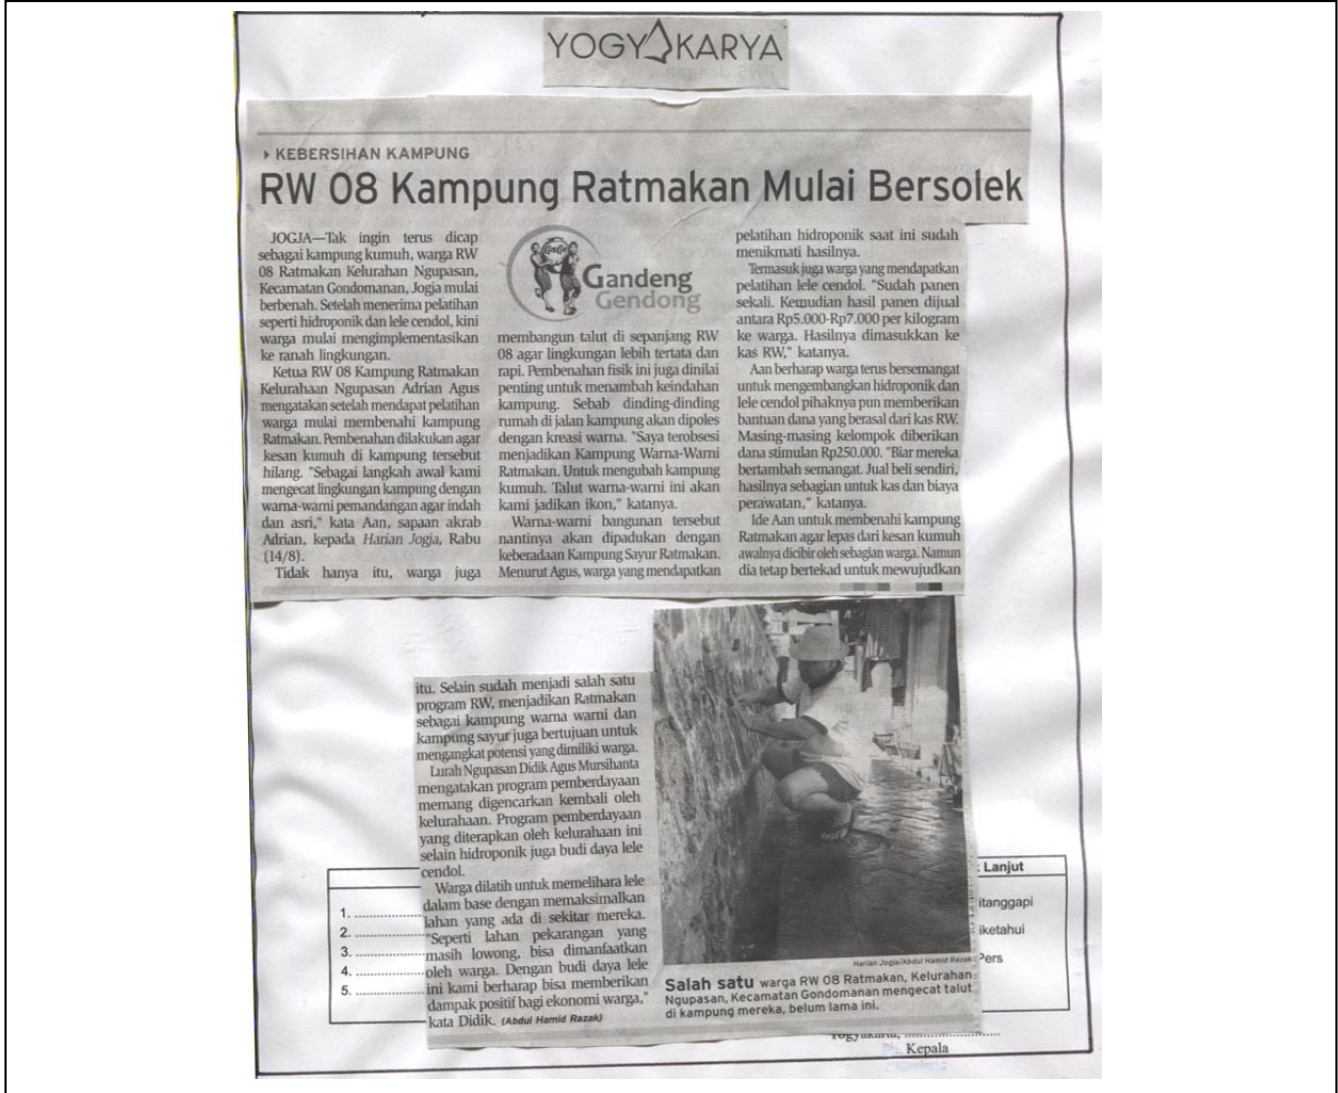 YOGYAKARYA
KEBERSIHAN KAMPUNG
RW 08 Kampung Ratmakan Mulai Bersolek
JOGJA—Tak ingin terus dicap
sebagai kampung kumuh, warga RW
08 Ratmakan Kelurahan Ngupasan,
Kecamatan Gondomanan, Jogja mulai
berbenah. Setelah menerima pelatihan
seperti hidroponik dan lele cendol, kini
warga mulai mengimplementasikan
ke ranah lingkungan.
Ketua RW 08 Kampung Ratmakan
Kelurahaan Ngupasan Adrian Agus
mengatakan setelah mendapat pelatihan
warga mulai membenahi kampung
Ratmakan. Pembenahan dilakukan agar
kesan kumuh di kampung tersebut
hilang. "Sebagai langkah awal kami
mengecat lingkungan kampung dengan
warna-warni pemandangan agar indah
dan asri," kata Aan, sapaan akrab
Adrian, kepada Harian Jogja, Rabu
(14/8).
Tidak hanya itu, warga juga
Gandeng
Gendong
membangun talut di sepanjang RW
08 agar lingkungan lebih tertata dan
rapi. Pembenahan fisik ini juga dinilai
penting untuk menambah keindahan
kampung. Sebab dinding-dinding
rumah di jalan kampung akan dipoles
dengan kreasi warna. "Saya terobsesi
menjadikan Kampung Warna-Warni
Ratmakan. Untuk mengubah kampung
kumuh. Talut warna-warni ini akan
kami jadikan ikon," katanya.
Warna-warni bangunan tersebut
nantinya akan dipadukan dengan
keberadaan Kampung Sayur Ratmakan.
Menurut Agus, warga yang mendapatkan
pelatihan hidroponik saat ini sudah
menikmati hasilnya.
Termasuk juga warga yang mendapatkan
pelatihan lele cendol. "Sudah panen
sekali. Kemudian hasil panen dijual
antara Rp5.000-Rp7.000 per kilogram
ke warga. Hasilnya dimasukkan ke
kas RW," katanya.
Aan berharap warga terus bersemangat
untuk mengembangkan hidroponik dan
lele cendol pihaknya pun memberikan
bantuan dana yang berasal dari kas RW.
Masing-masing kelompok diberikan
dana stimulan Rp250.000. "Biar mereka
bertambah semangat. Jual beli sendiri,
hasilnya sebagian untuk kas dan biaya
perawatan," katanya.
Ide Aan untuk membenahi kampung
Ratmakan agar lepas dari kesan kumuh
awalnya dicibir oleh sebagian warga. Namun
dia tetap bertekad untuk mewujudkan
itu. Selain sudah menjadi salah satu
program RW, menjadikan Ratmakan
sebagai kampung warna warni dan
kampung sayur juga bertujuan untuk
mengangkat potensi yang dimiliki warga.
Lurah Ngupasan Didik Agus Mursihanta
mengatakan program pemberdayaan
memang digencarkan kembali oleh
kelurahaan. Program pemberdayaan
yang diterapkan oleh kelurahaan ini
selain hidroponik juga budi daya lele
cendol.
Warga dilatih untuk memelihara lele
dalam base dengan memaksimalkan
lahan yang ada di sekitar mereka.
"Seperti lahan pekarangan yang
masih lowong, bisa dimanfaatkan
oleh warga. Dengan budi daya lele
ini kami berharap bisa memberikan
dampak positif bagi ekonomi warga,"
kata Didik. (Abdul Hamid Razak)
Harian Jogja/Abdul Hamid Razak
Salah satu warga RW 08 Ratmakan, Kelurahan
Ngupasan, Kecamatan Gondomanan mengecat talut
di kampung mereka, belum lama ini.
1. ....................
2. ....................
3. ....................
4. ....................
5. ....................
Lanjut
itanggapi
iketahui
Pers
Yogyakarta, ....................
Kepala